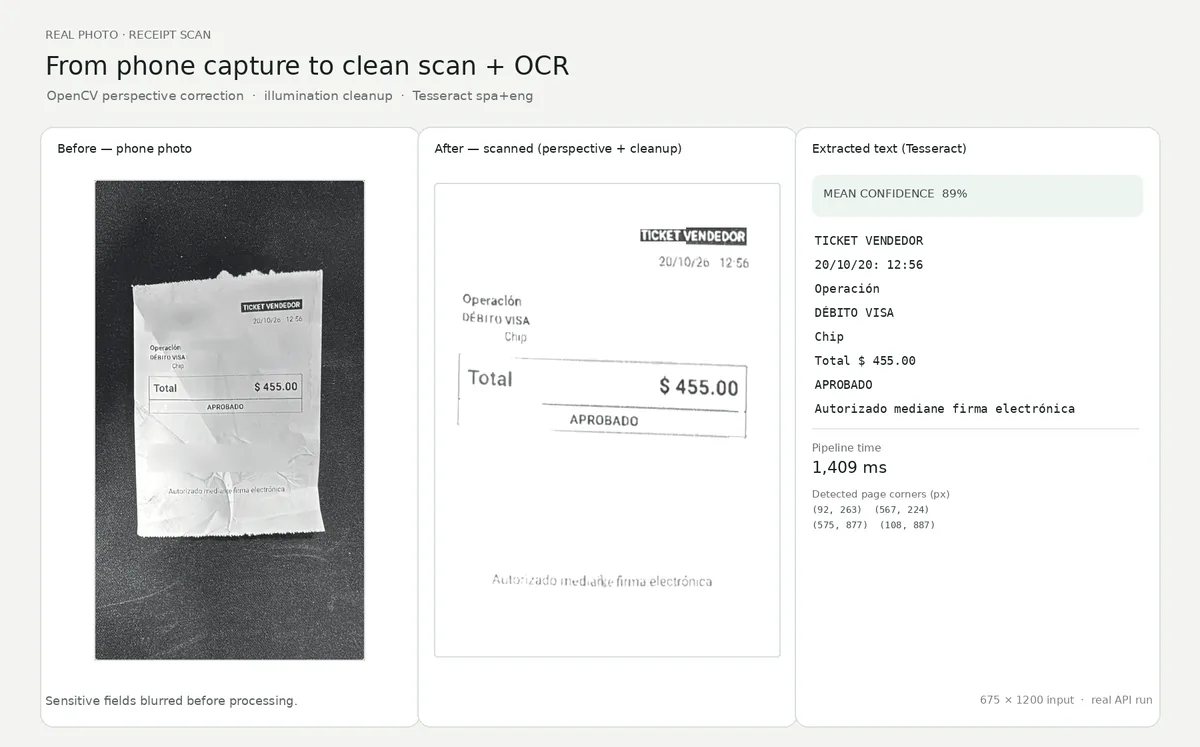 REAL PHOTO · RECEIPT SCAN
From phone capture to clean scan + OCR
OpenCV perspective correction · illumination cleanup · Tesseract spa+eng
Before — phone photo
TICKET VENDEDOR
20/10/26 12:56
Operación
DÉBITO VISA
Chip
Total $ 455.00
APROBADO
Autorizado mediante firma electrónica
Sensitive fields blurred before processing.
After — scanned (perspective + cleanup)
TICKET VENDEDOR
20/10/26 12:56
Operación
DÉBITO VISA
Chip
Total $ 455.00
APROBADO
Autorizado mediante firma electrónica
Extracted text (Tesseract)
MEAN CONFIDENCE 89%
TICKET VENDEDOR
20/10/20: 12:56
Operación
DÉBITO VISA
Chip
Total $ 455.00
APROBADO
Autorizado mediane firma electrónica
Pipeline time
1,409 ms
Detected page corners (px)
(92, 263) (567, 224)
(575, 877) (108, 887)
675 × 1200 input · real API run